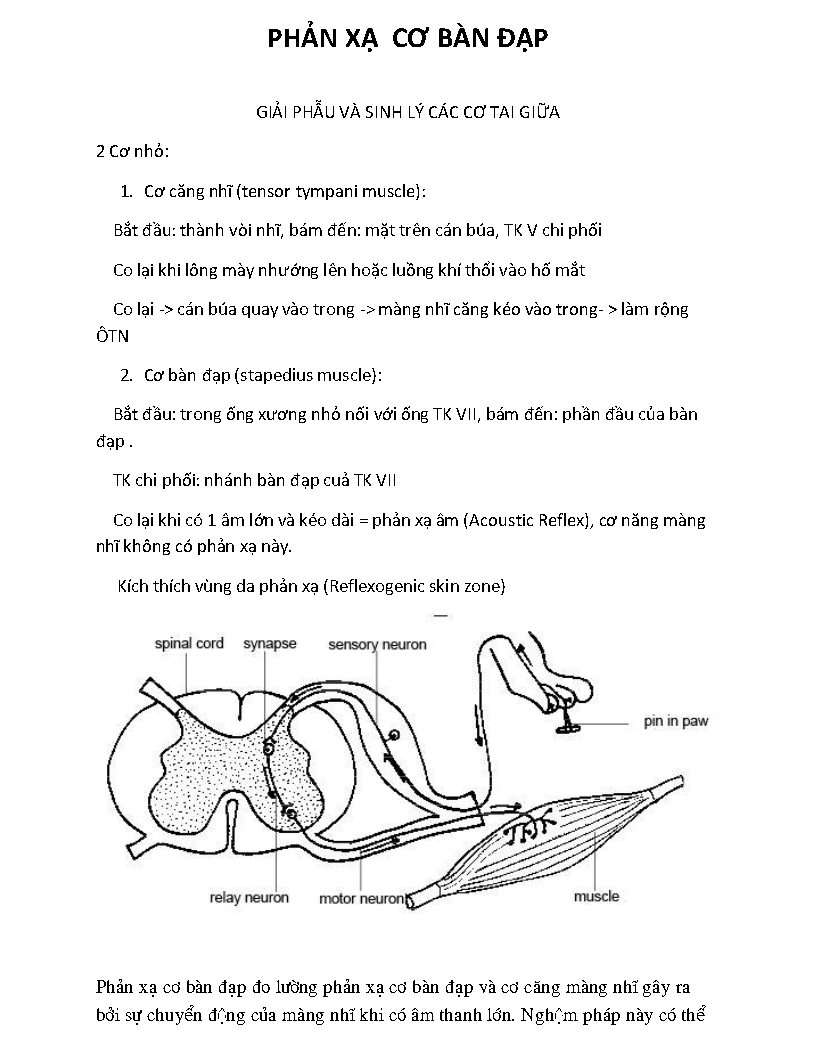 PHẢN XẠ CƠ BÀN ĐẠP
GIẢI PHẪU VÀ SINH LÝ CÁC CƠ TAI GIỮA
2 Cơ nhỏ:
1. Cơ căng nhĩ (tensor tympani muscle):
Bắt đầu: thành vòi nhĩ, bám đến: mặt trên cán búa, TK V chi phối
Co lại khi lông mày nhướng lên hoặc luồng khí thổi vào hố mắt
Co lại -> cán búa quay vào trong -> màng nhĩ căng kéo vào trong- > làm rộng
ÔTN
2. Cơ bàn đạp (stapedius muscle):
Bắt đầu: trong ống xương nhỏ nối với ống TK VII, bám đến: phần đầu của bàn
đạp .
TK chi phối: nhánh bàn đạp cuả TK VII
Co lại khi có 1 âm lớn và kéo dài = phản xạ âm (Acoustic Reflex), cơ năng màng
nhĩ không có phản xạ này.
Kích thích vùng da phản xạ (Reflexogenic skin zone)
spinal cord synapse sensory neuron
pin in paw
relay neuron motor neuron muscle
Phản xạ cơ bàn đạp đo lường phản xạ cơ bàn đạp và cơ căng màng nhĩ gây ra
bởi sự chuyển động của màng nhĩ khi có âm thanh lớn. Nghộm pháp này có thể